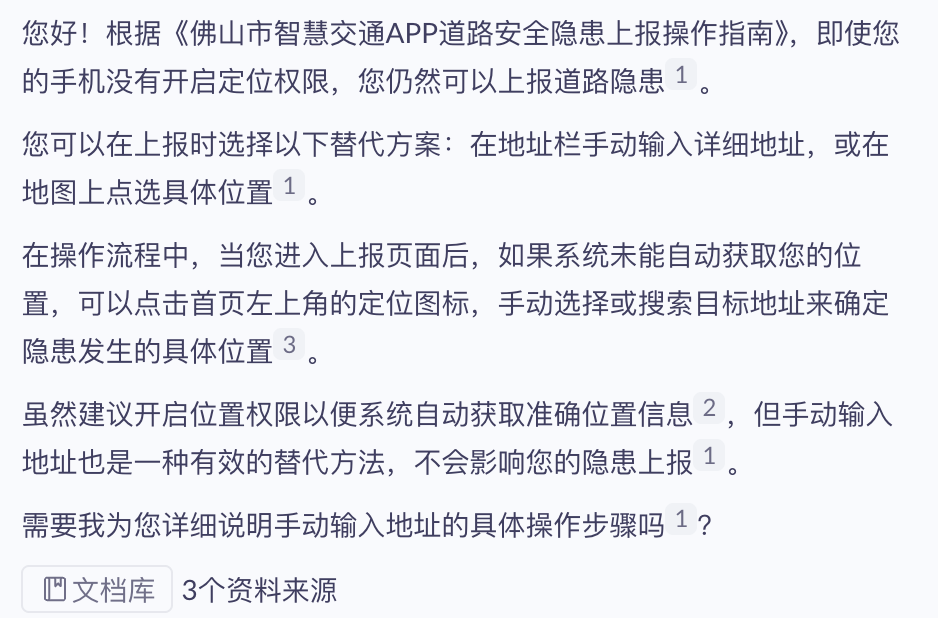 您好！根据《佛山市智慧交通APP道路安全隐患上报操作指南》，即使您
的手机没有开启定位权限，您仍然可以上报道路隐患 1 。
您可以在上报时选择以下替代方案：在地址栏手动输入详细地址，或在
地图上点选具体位置 1 。
在操作流程中，当您进入上报页面后，如果系统未能自动获取您的位
置，可以点击首页左上角的定位图标，手动选择或搜索目标地址来确定
隐患发生的具体位置 3 。
虽然建议开启位置权限以便系统自动获取准确位置信息 2 ，但手动输入
地址也是一种有效的替代方法，不会影响您的隐患上报 1 。
需要我为您详细说明手动输入地址的具体操作步骤吗 1 ？
文档库 3个资料来源